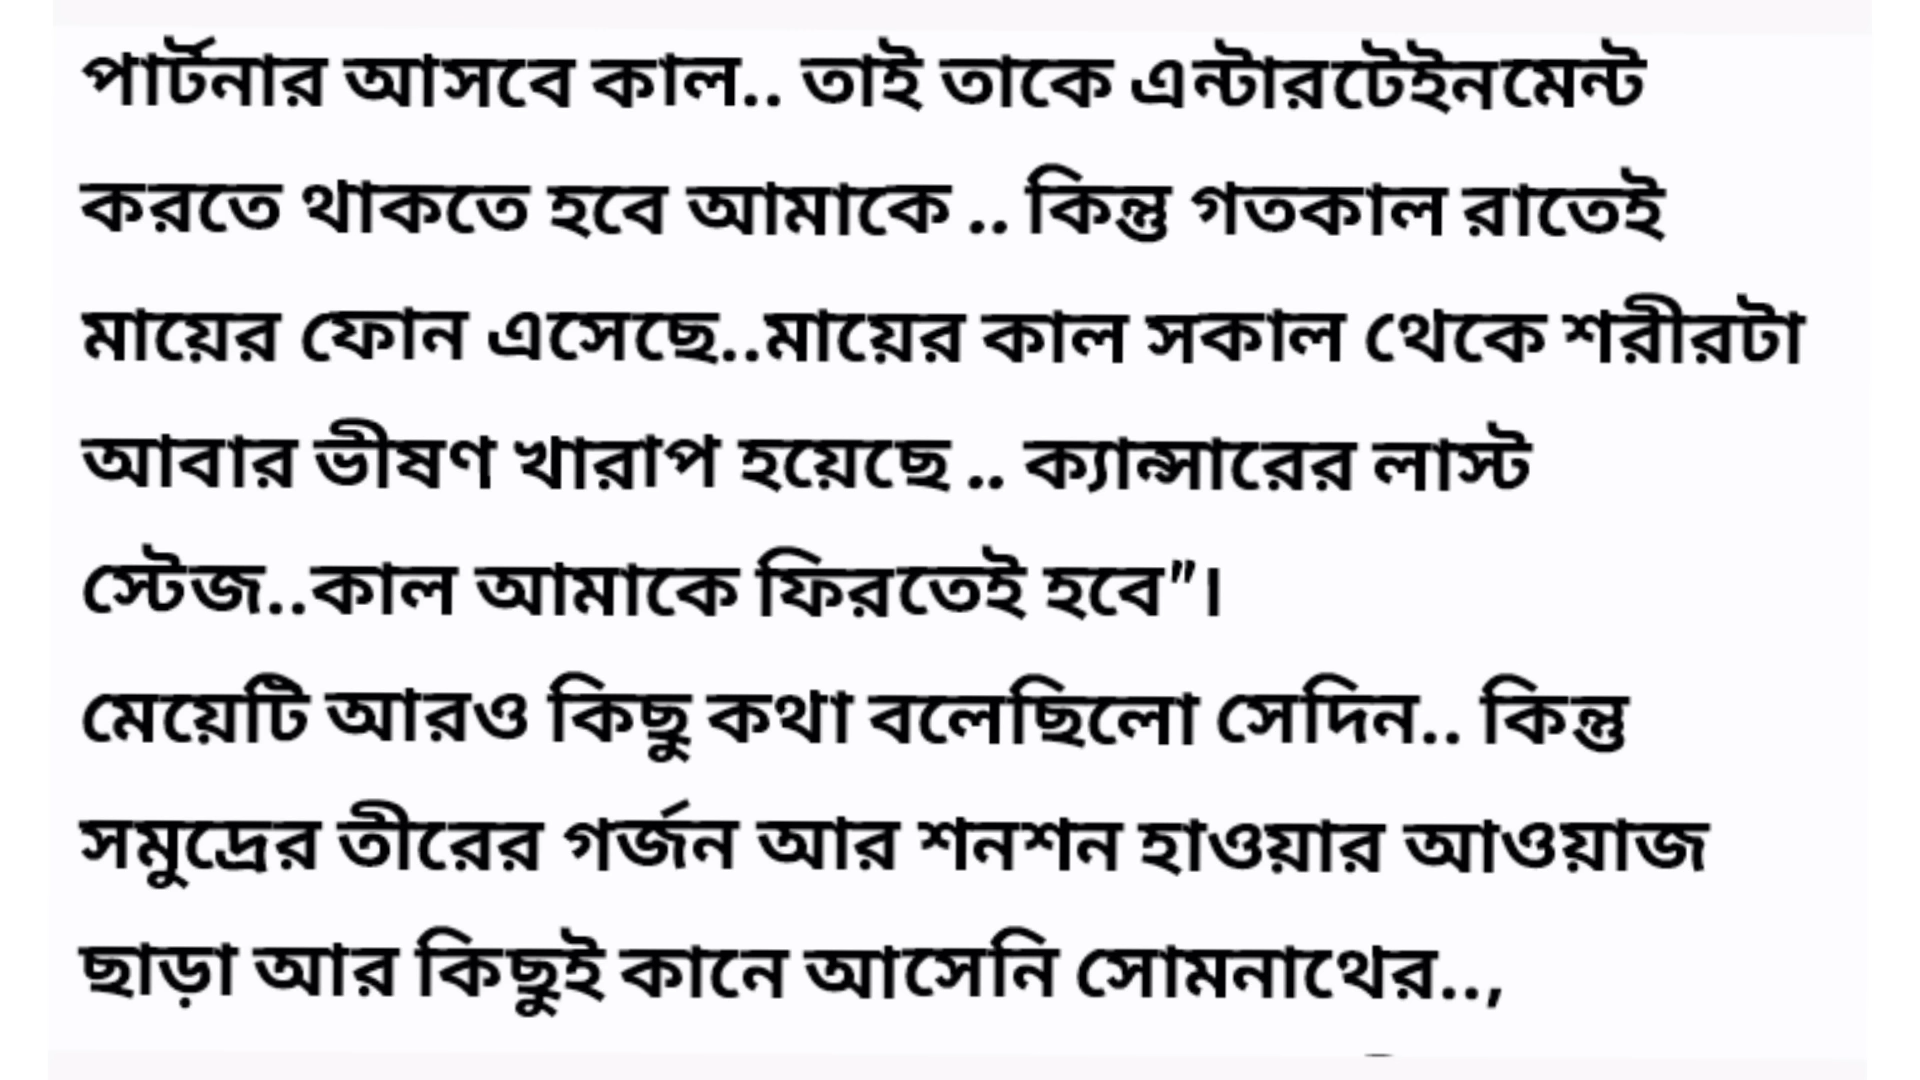 পার্টনার আসবে কাল.. তাই তাকে এন্টারটেইনমেন্ট
করতে থাকতে হবে আমাকে .. কিন্তু গতকাল রাতেই
মায়ের ফোন এসেছে..মায়ের কাল সকাল থেকে শরীরটা
আবার ভীষণ খারাপ হয়েছে .. ক্যান্সারের লাস্ট
স্টেজ..কাল আমাকে ফিরতেই হবে"।
মেয়েটি আরও কিছু কথা বলেছিলো সেদিন.. কিন্তু
সমুদ্রের তীরের গর্জন আর শনশন হাওয়ার আওয়াজ
ছাড়া আর কিছুই কানে আসেনি সোমনাথের..,